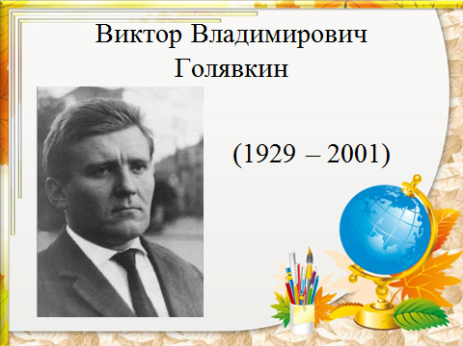 Виктор Владимирович
Голявкин
(1929 – 2001)